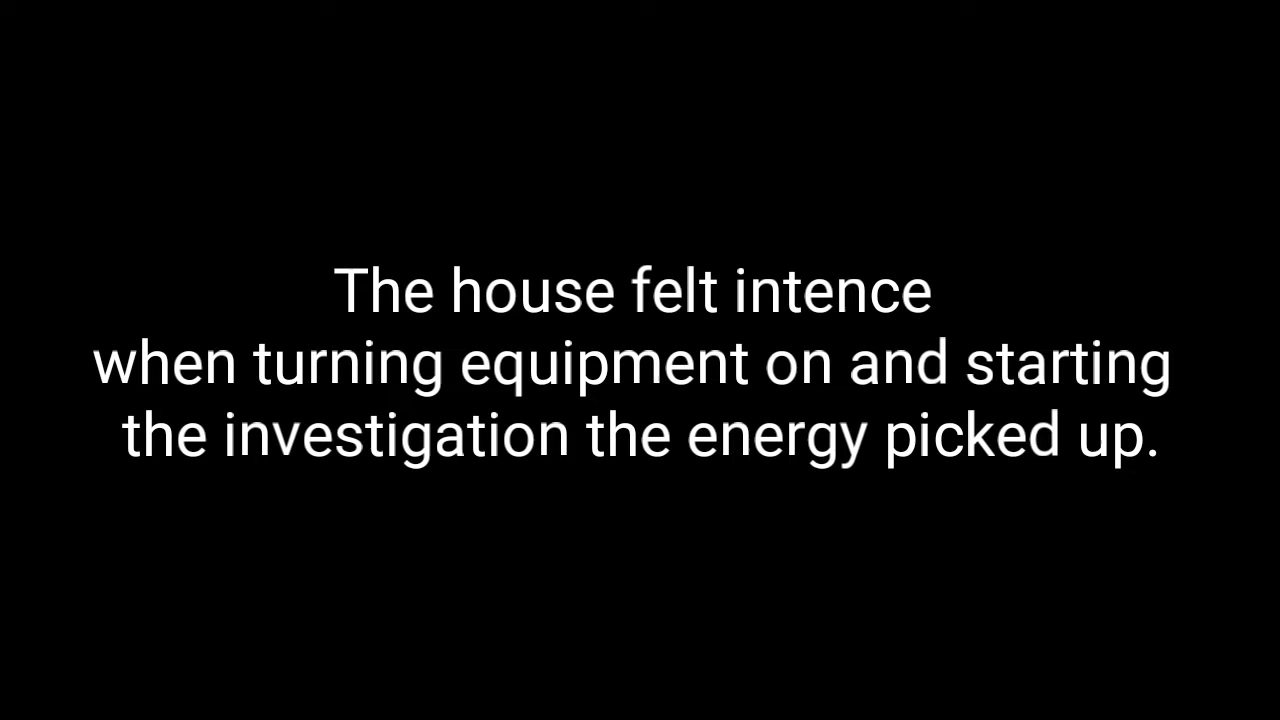 The house felt intence
when turning equipment on and starting
the investigation the energy picked up.